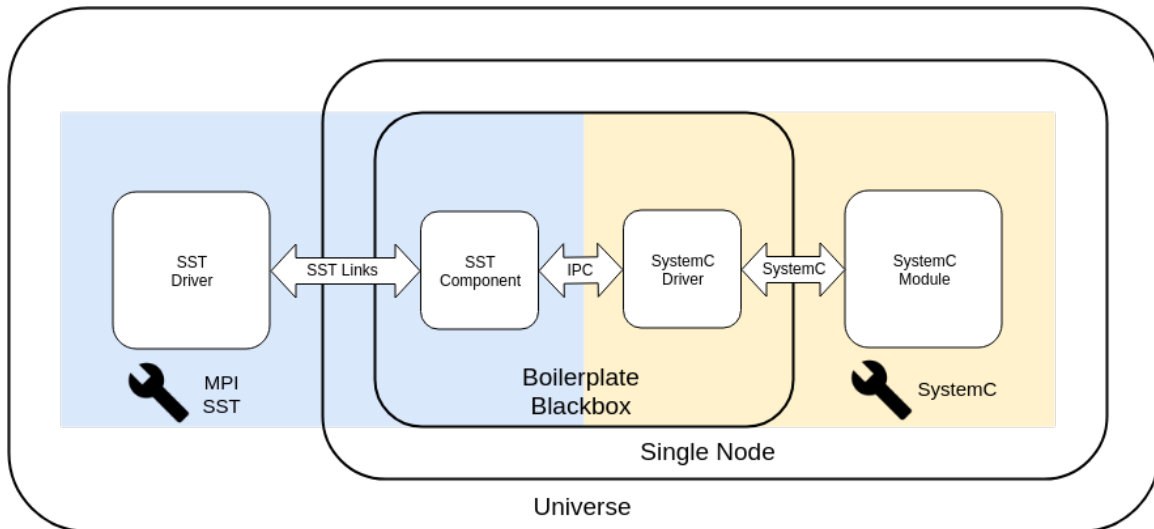 SST
Driver
SST Links
SST
Component
IPC
SystemC
Driver
SystemC
SystemC
Module
MPI
SST
Boilerplate
Blackbox
SystemC
Single Node
Universe